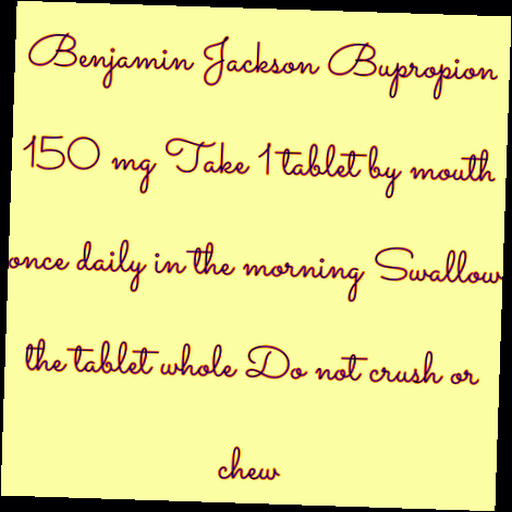 Benjamin Jackson Bupropion
150 mg Take 1 tablet by mouth
once daily in the morning Swallow
the tablet whole Do not crush or
chew